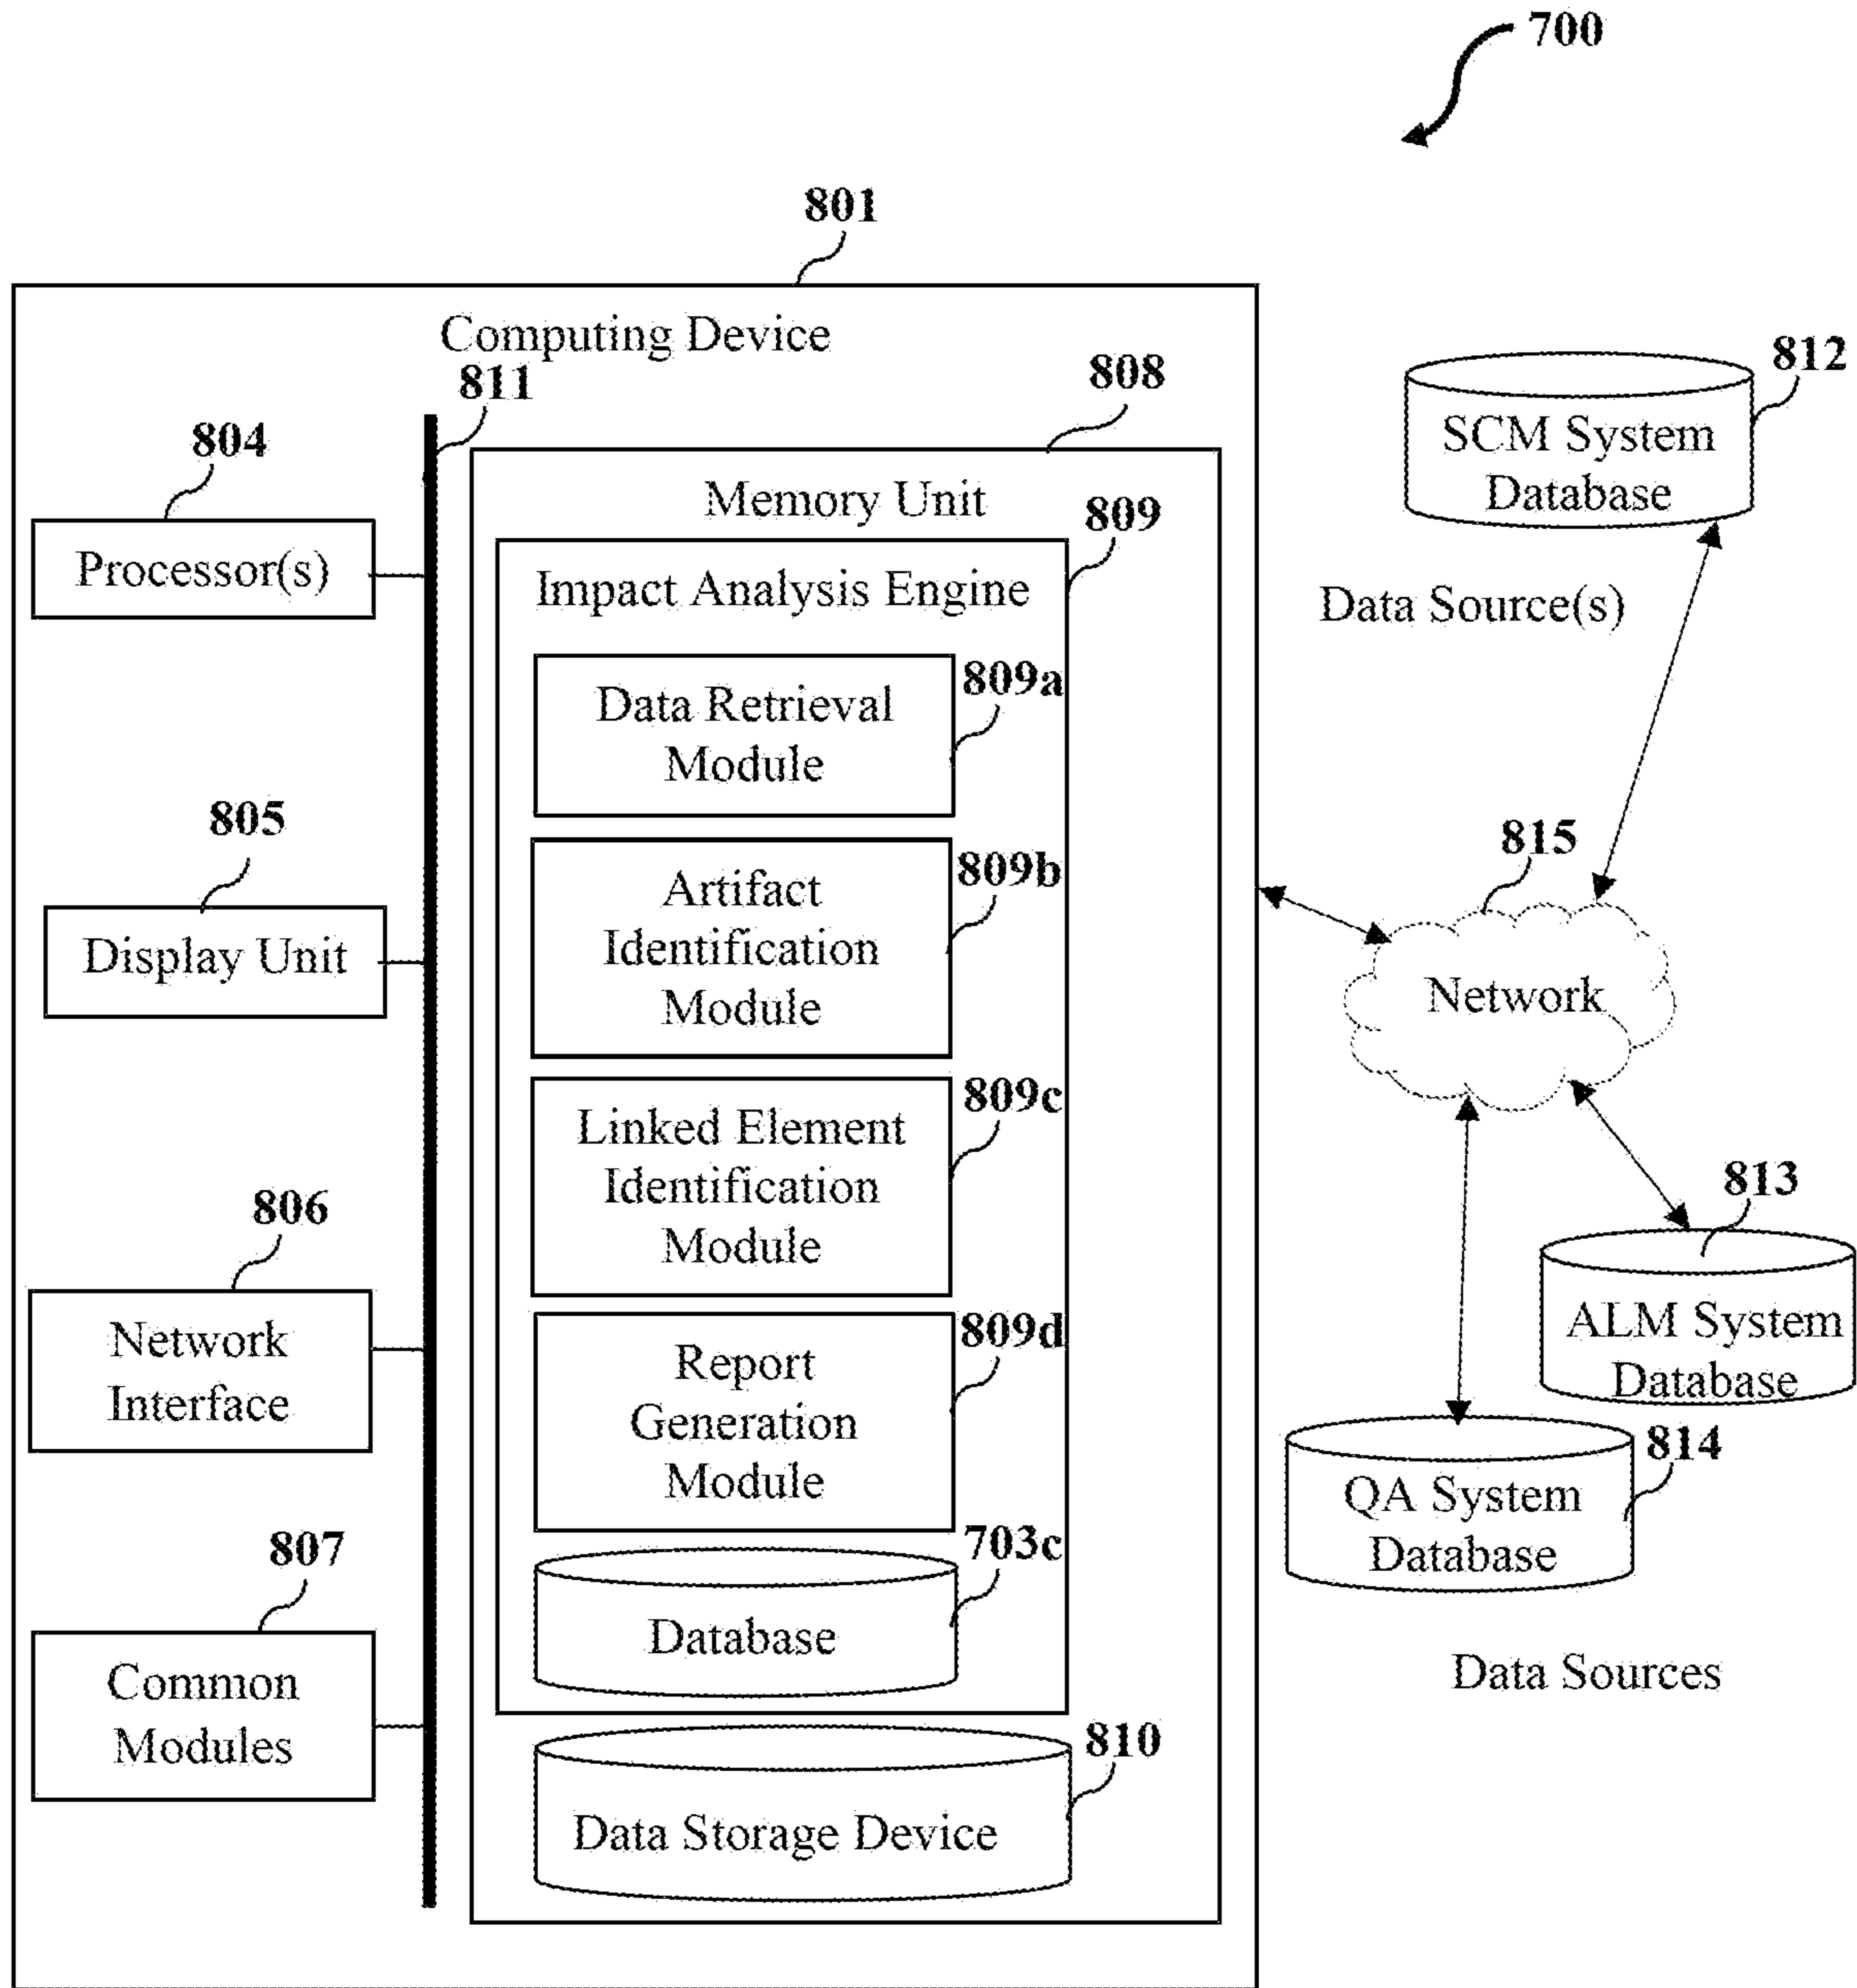 700
801
Computing Device
811
808
812
SCM System
Database
804
Processor(s)
Memory Unit
809
Impact Analysis Engine
Data Source(s)
809a
Data Retrieval
Module
805
Display Unit
809b
Artifact
Identification
Module
815
Network
809c
Linked Element
Identification
Module
806
Network
Interface
813
ALM System
Database
809d
Report
Generation
Module
814
QA System
Database
807
Common
Modules
703c
Database
Data Sources
810
Data Storage Device